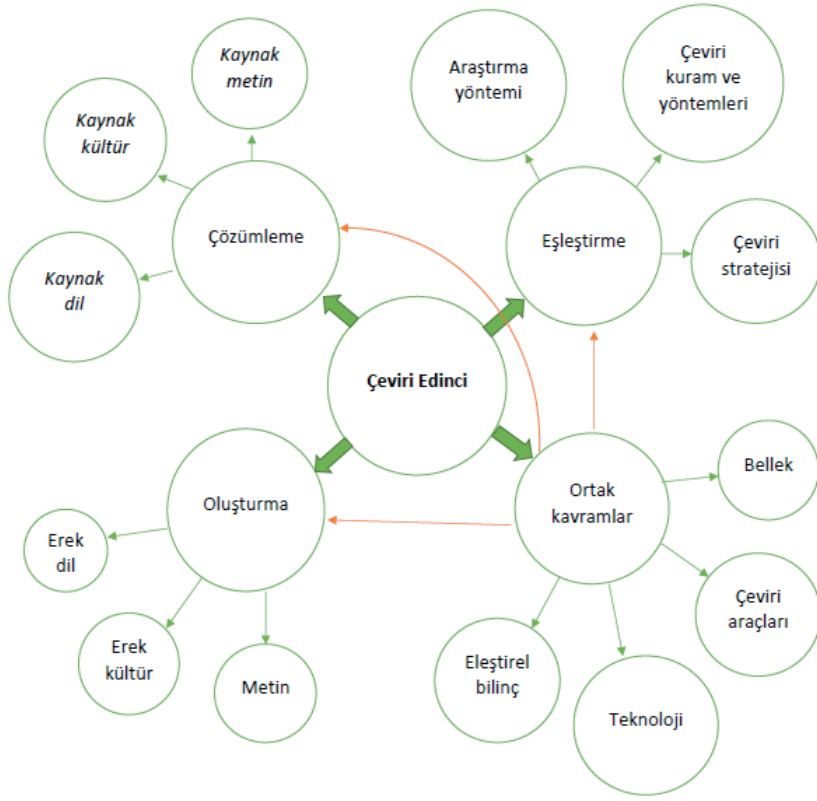 Kaynak
metin
Kaynak
kültür
Kaynak
dil
Çözümleme
Araştırma
yöntemi
Çeviri
kuram ve
yöntemleri
Eşleştirme
Çeviri
stratejisi
Çeviri Edinci
Oluşturma
Erek
dil
Erek
kültür
Metin
Ortak
kavramlar
Bellek
Çeviri
araçları
Eleştirel
bilinç
Teknoloji